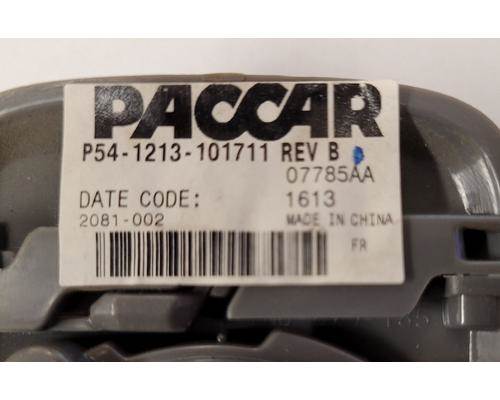 PACCAR
P54-1213-101711 REV B
07785AA
DATE CODE: 1613
2081-002 MADE IN CHINA
FR